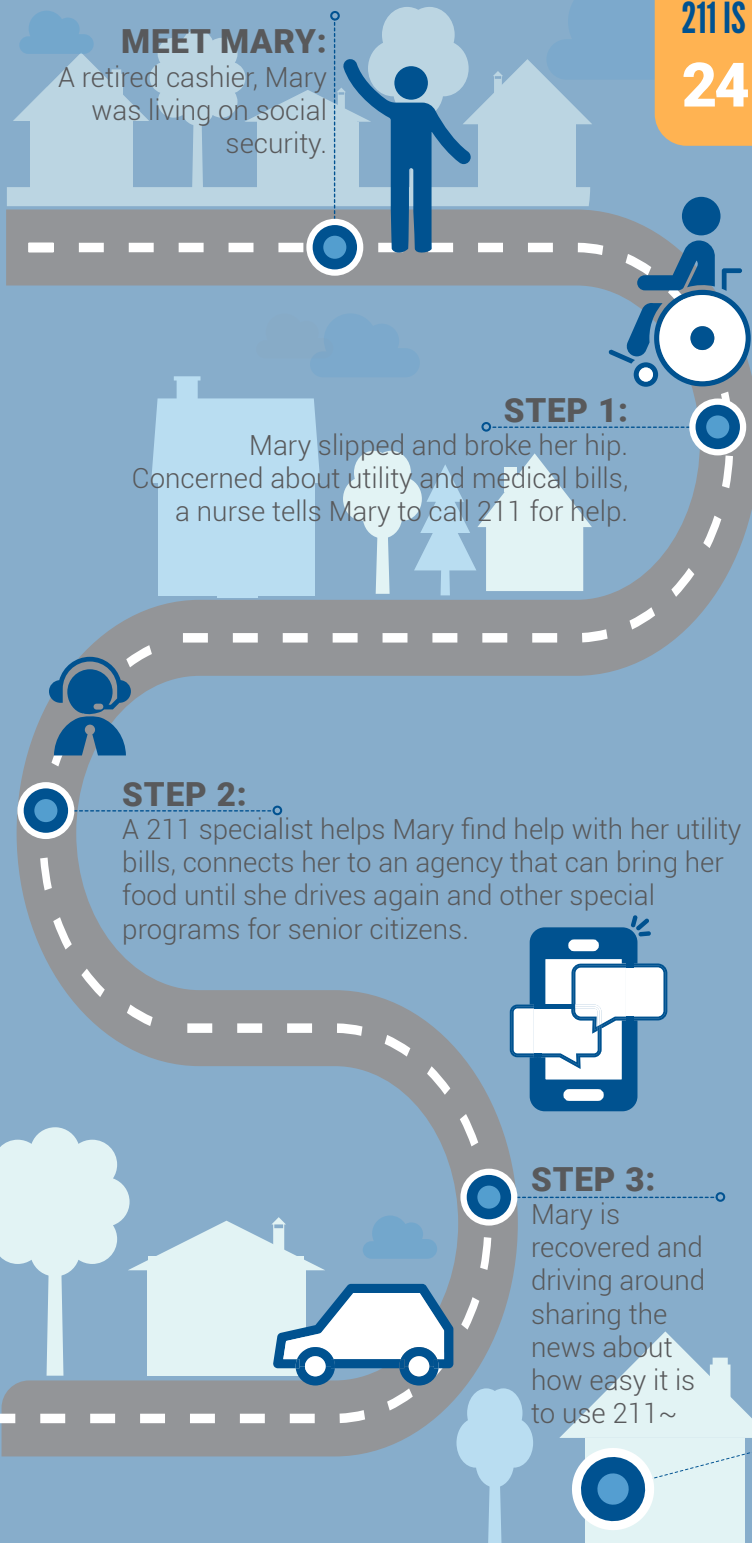 211 IS
24
MEET MARY:
A retired cashier, Mary
was living on social
security.
STEP 1:
Mary slipped and broke her hip.
Concerned about utility and medical bills,
a nurse tells Mary to call 211 for help.
STEP 2:
A 211 specialist helps Mary find help with her utility
bills, connects her to an agency that can bring her
food until she drives again and other special
programs for senior citizens.
STEP 3:
Mary is
recovered and
driving around
sharing the
news about
how easy it is
to use 211~